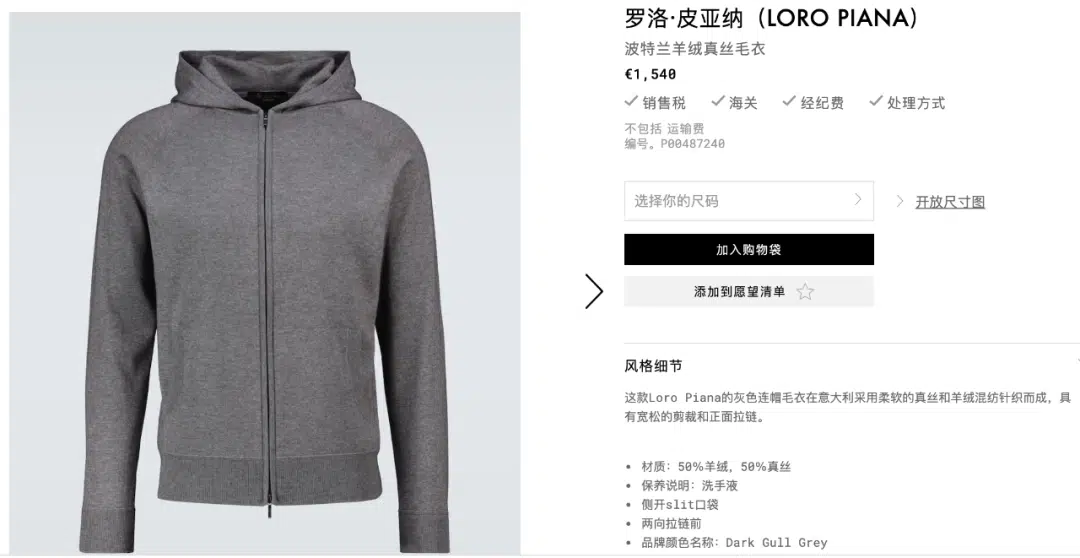 罗洛·皮亚纳（LORO PIANA）
波特兰羊绒真丝毛衣
€1,540
销售税 海关 经纪费 处理方式
不包括 运输费
编号。P00487240
选择你的尺码
开放尺寸图
加入购物袋
添加到愿望清单
风格细节
这款Loro Piana的灰色连帽毛衣在意大利采用柔软的真丝和羊绒混纺针织而成，具
有宽松的剪裁和正面拉链。
材质：50%羊绒，50%真丝
保养说明：洗手液
侧开slit口袋
两向拉链前
品牌颜色名称：Dark Gull Grey